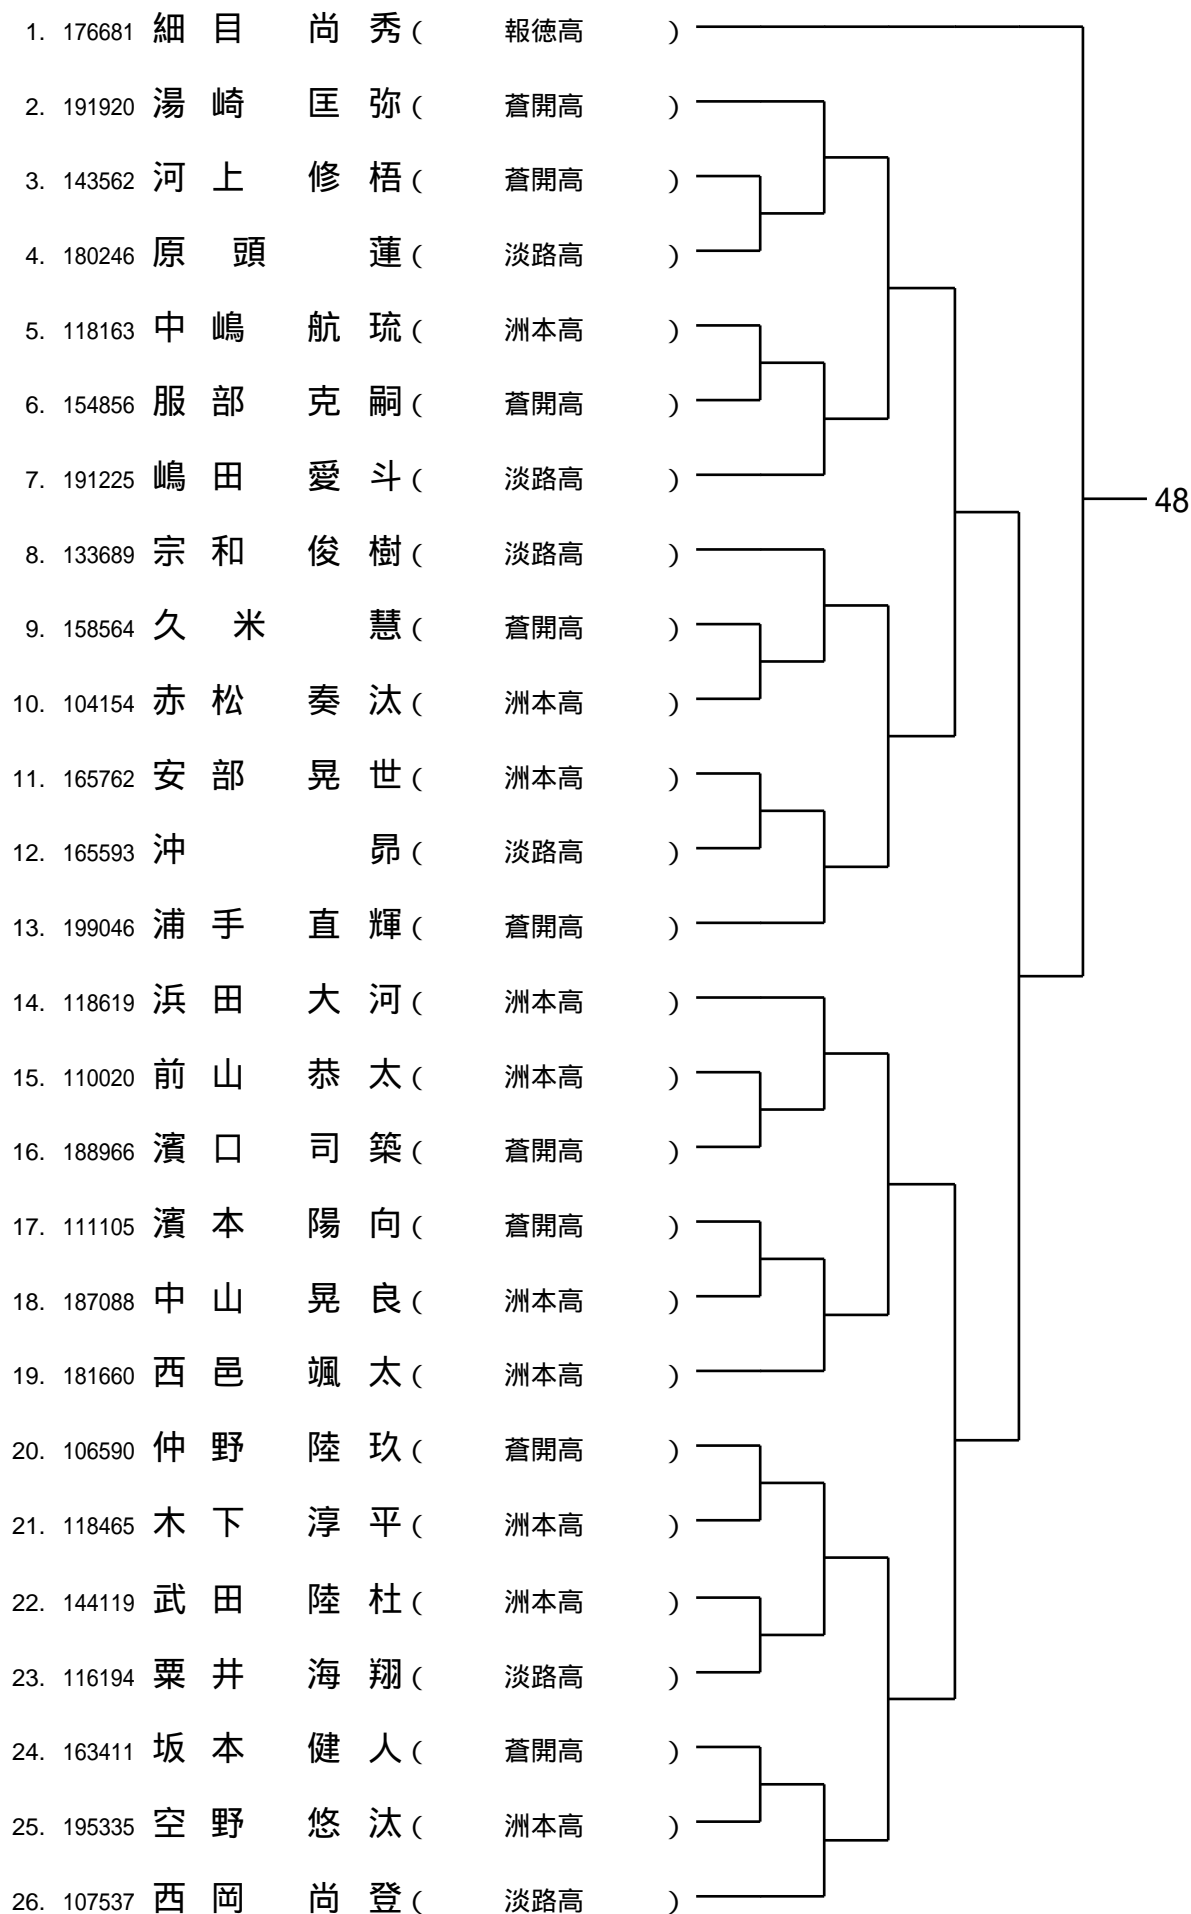 1. 176681 細目 尚秀 ( 報徳高 )
2. 191920 湯崎 匡弥 ( 蒼開高 )
3. 143562 河上 修梧 ( 蒼開高 )
4. 180246 原頭 蓮 ( 淡路高 )
5. 118163 中嶋 航琉 ( 洲本高 )
6. 154856 服部 克嗣 ( 蒼開高 )
7. 191225 嶋田 愛斗 ( 淡路高 )
48
8. 133689 宗和 俊樹 ( 淡路高 )
9. 158564 久米 慧 ( 蒼開高 )
10. 104154 赤松 奏汰 ( 洲本高 )
11. 165762 安部 晃世 ( 洲本高 )
12. 165593 沖 昴 ( 淡路高 )
13. 199046 浦手 直輝 ( 蒼開高 )
14. 118619 浜田 大河 ( 洲本高 )
15. 110020 前山 恭太 ( 洲本高 )
16. 188966 濱口 司築 ( 蒼開高 )
17. 111105 濱本 陽向 ( 蒼開高 )
18. 187088 中山 晃良 ( 洲本高 )
19. 181660 西邑 颯太 ( 洲本高 )
20. 106590 仲野 陸玖 ( 蒼開高 )
21. 118465 木下 淳平 ( 洲本高 )
22. 144119 武田 陸杜 ( 洲本高 )
23. 116194 粟井 海翔 ( 淡路高 )
24. 163411 坂本 健人 ( 蒼開高 )
25. 195335 空野 悠汰 ( 洲本高 )
26. 107537 西岡 尚登 ( 淡路高 )